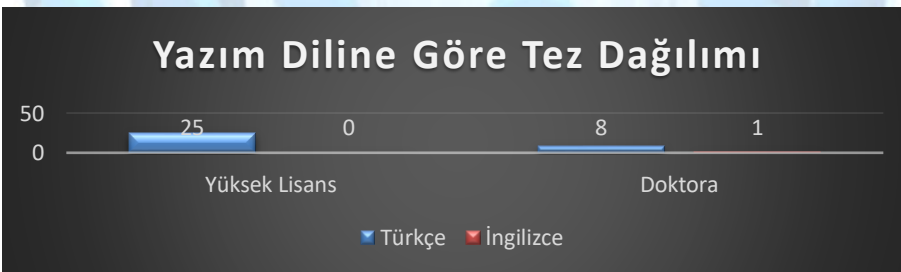 Yazım Diline Göre Tez Dağılımı
50
25 0 8 1
0
Yüksek Lisans Doktora
Türkçe İngilizce